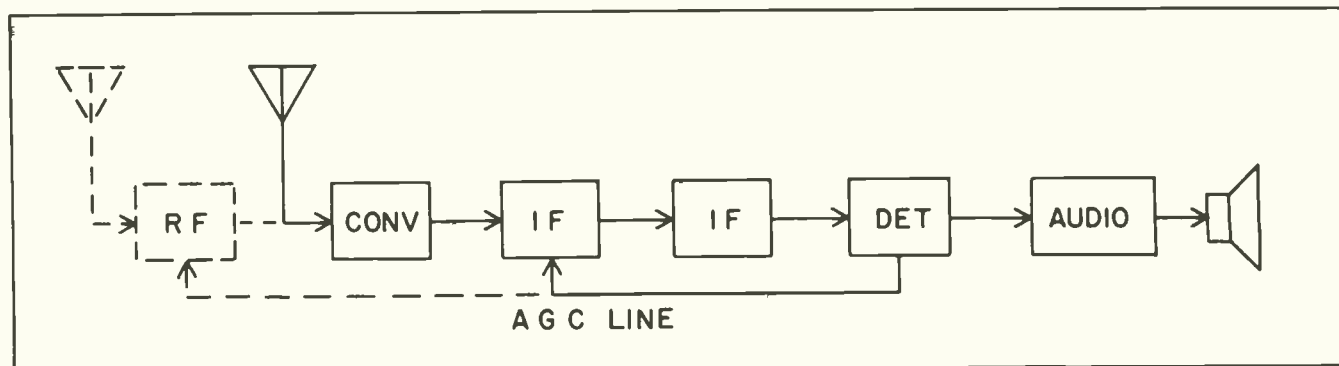 RF
CONV
IF
IF
DET
AUDIO
AGC LINE